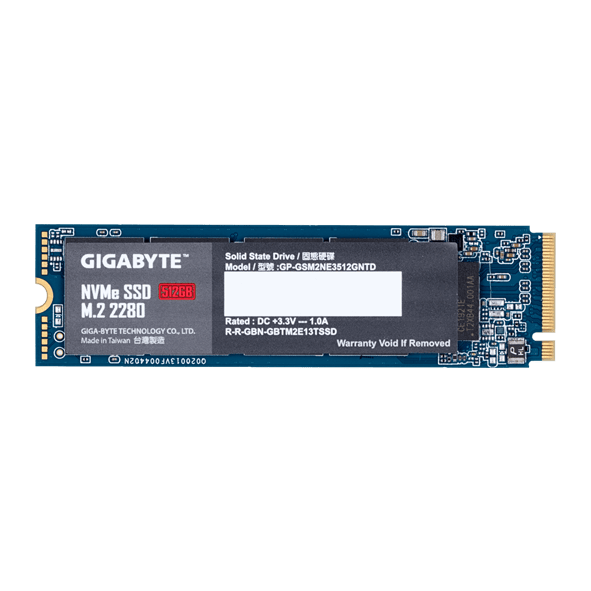 GIGABYTE™
NVMe SSD 512GB
M.2 2280
GIGA-BYTE TECHNOLOGY CO., LTD.
Made in Taiwan 台灣製造
Solid State Drive / 固態硬碟
Model / 型號 :GP-GSM2NE3512GNTD
Rated : DC +3.3V ⎓ 1.0A
R-R-GBN-GBTM2E13TSSD
Warranty Void If Removed
QD20013VF004402N